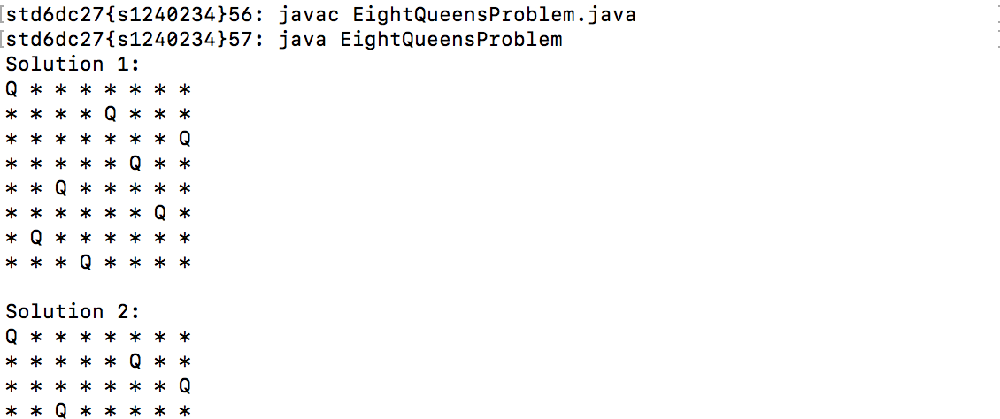 [std6dc27{s1240234}56: javac EightQueensProblem.java
[std6dc27{s1240234}57: java EightQueensProblem
Solution 1:
Q * * * * * * *
* * * * Q * * *
* * * * * * * Q
* * * * * Q * *
* * Q * * * * *
* * * * * * Q *
* Q * * * * * *
* * * Q * * * *
Solution 2:
Q * * * * * * *
* * * * * Q * *
* * * * * * * Q
* * Q * * * * *